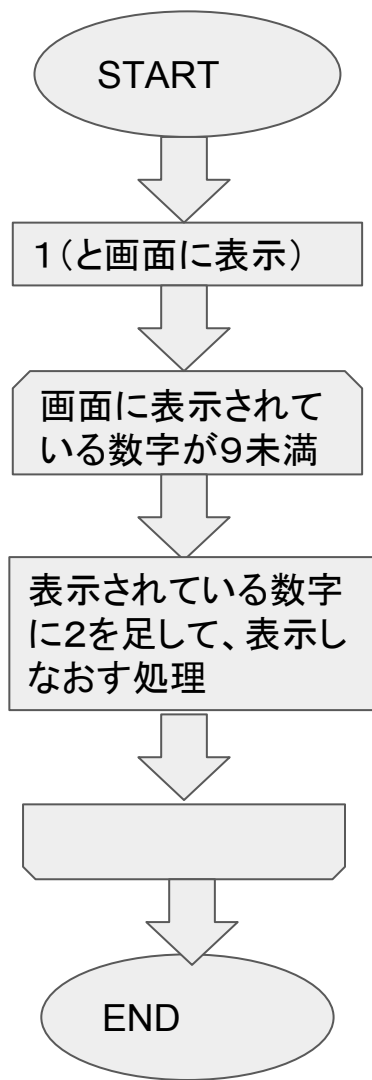 START
１（と画面に表示）
画面に表示されて
いる数字が９未満
表示されている数字
に２を足して、表示し
なおす処理
END